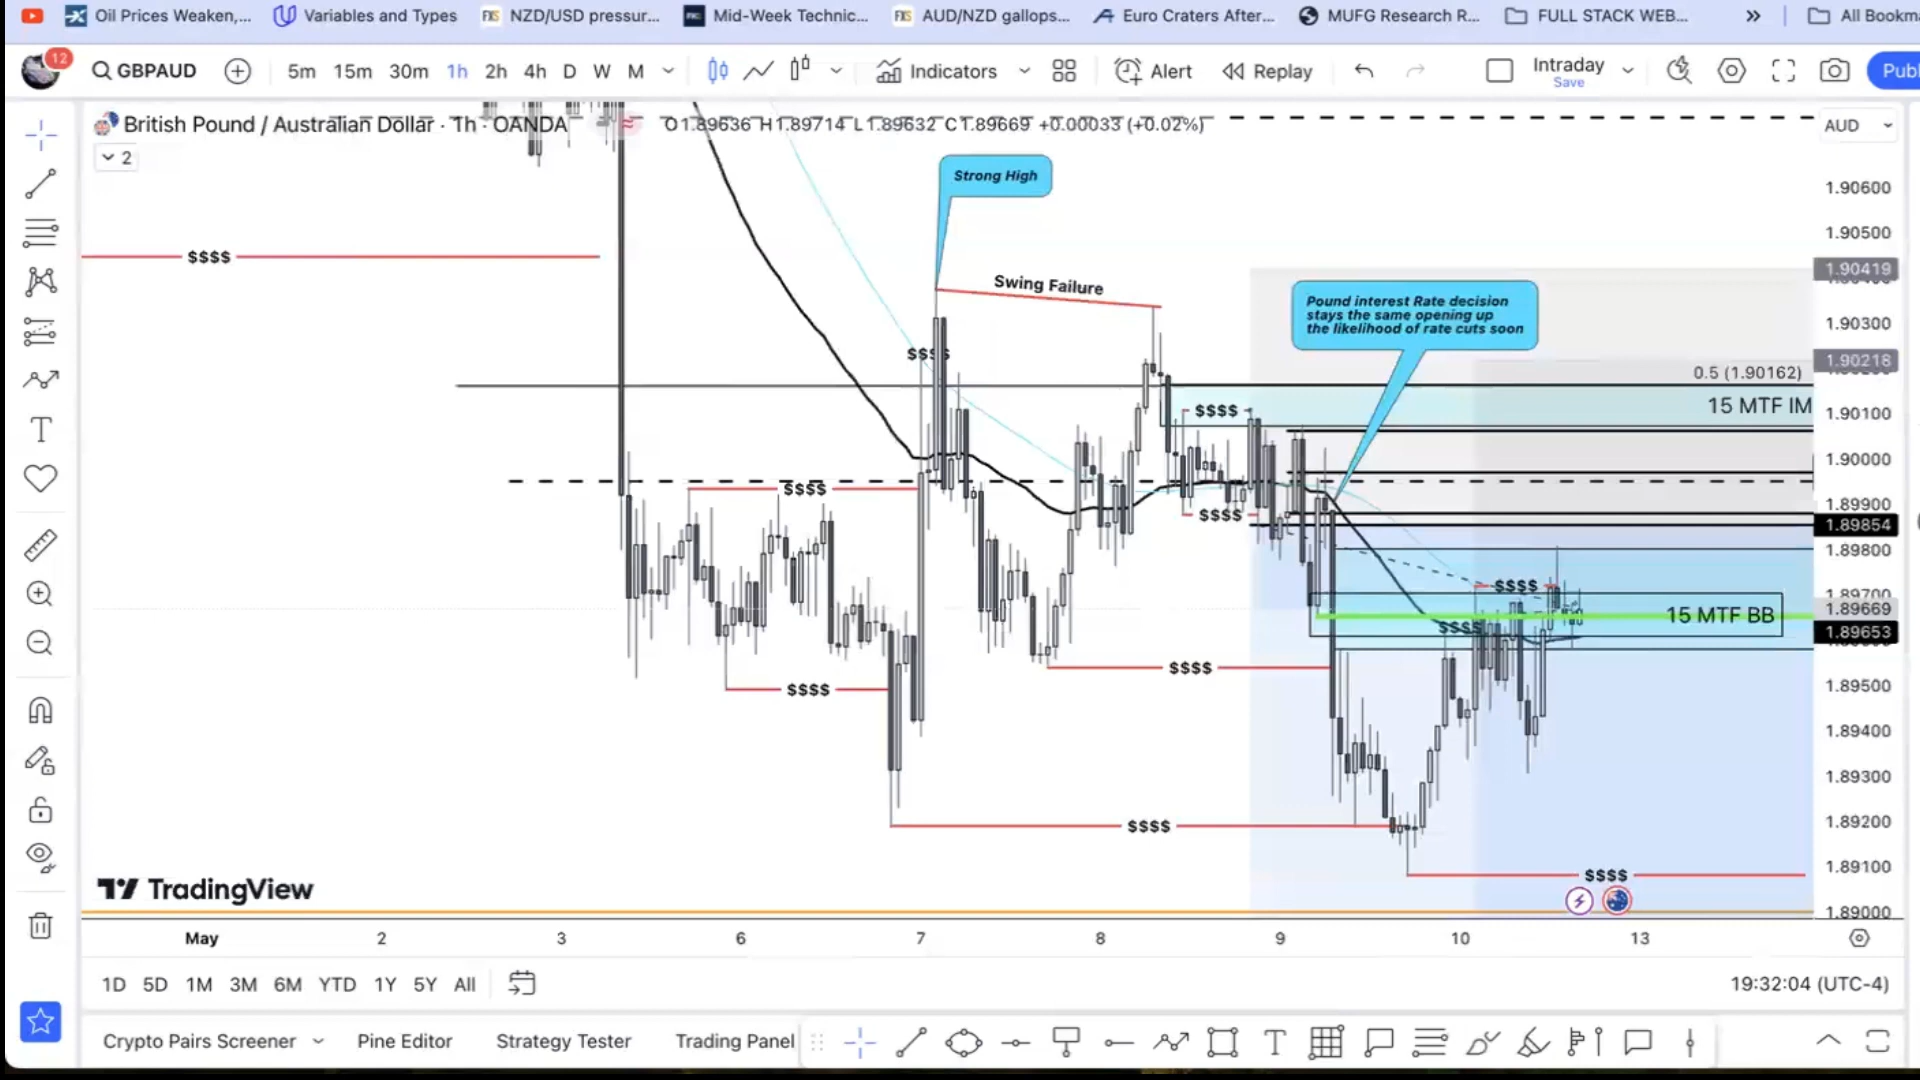 Oil Prices Weaken,...
Variables and Types
FXS
NZD/USD pressur...
Mid-Week Technic...
FXS
AUD/NZD gallops...
Euro Craters After...
MUFG Research R...
FULL STACK WEB...
»
All Bookma
12
GBPAUD
5m 15m 30m 1h 2h 4h D W M
Indicators
Alert
Replay
Intraday
Save
Publ
British Pound / Australian Dollar · 1h · OANDA
O1.89636 H1.89714 L1.89632 C1.89669 +0.00033 (+0.02%)
AUD
2
Strong High
1.90600
1.90500
$$$$
1.90419
Swing Failure
Pound interest Rate decision
stays the same opening up
the likelihood of rate cuts soon
1.90300
$$$$
1.90218
0.5 (1.90162)
15 MTF IM
$$$$
1.90100
1.90000
$$$$
1.89900
$$$$
1.89854
1.89800
$$$$
1.89700
1.89669
15 MTF BB
$$$$
1.89653
$$$$
1.89500
$$$$
1.89400
1.89300
$$$$
1.89200
1.89100
$$$$
TradingView
1.89000
May 2 3 6 7 8 9 10 13
1D 5D 1M 3M 6M YTD 1Y 5Y All
19:32:04 (UTC-4)
Crypto Pairs Screener
Pine Editor
Strategy Tester
Trading Panel